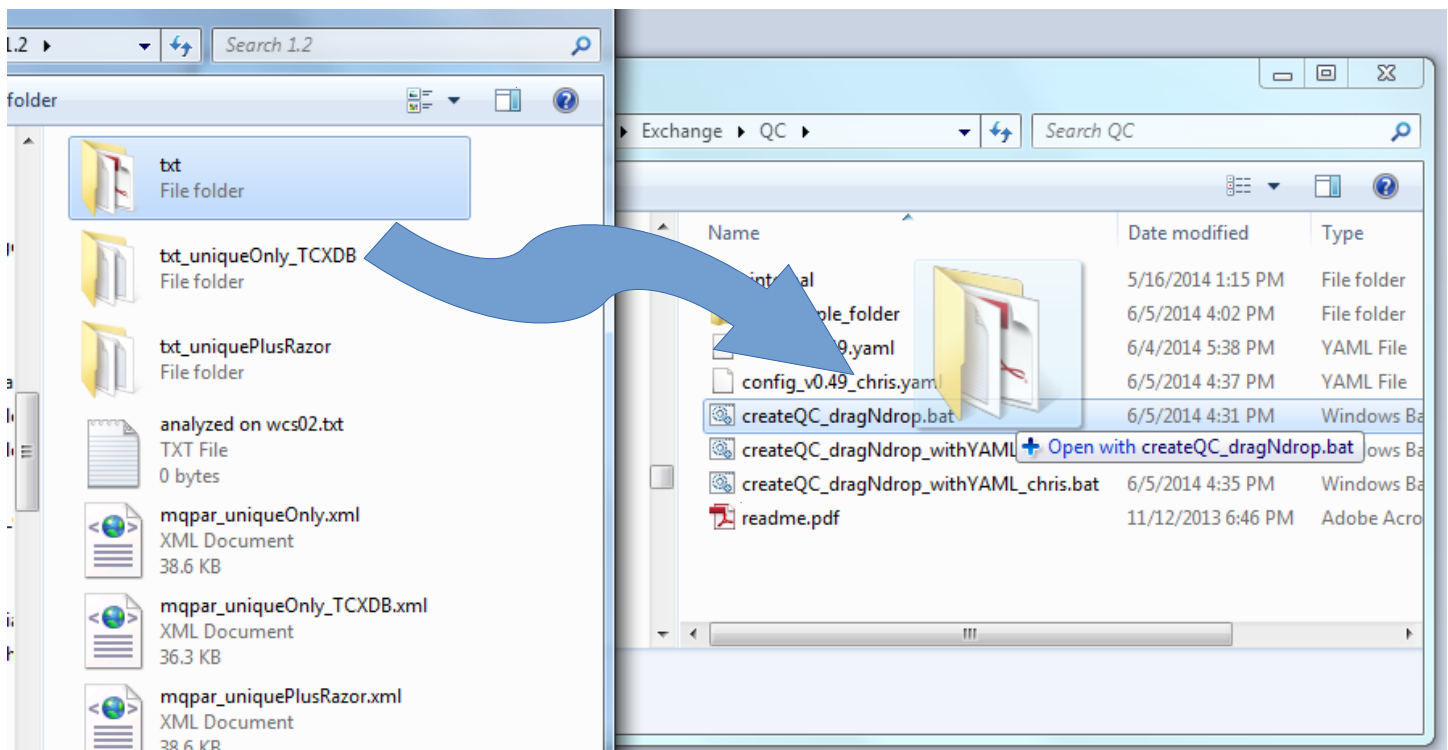 1.2
Search 1.2
folder
txt
File folder
txt_uniqueOnly_TCXDB
File folder
txt_uniquePlusRazor
File folder
analyzed on wcs02.txt
TXT File
0 bytes
mqpar_uniqueOnly.xml
XML Document
38.6 KB
mqpar_uniqueOnly_TCXDB.xml
XML Document
36.3 KB
mqpar_uniquePlusRazor.xml
XML Document
38.6 KB
Exchange QC
Search QC
Name Date modified Type
5/16/2014 1:15 PM File folder
ple_folder 6/5/2014 4:02 PM File folder
9.yaml 6/4/2014 5:38 PM YAML File
config_v0.49_chris.yaml 6/5/2014 4:37 PM YAML File
createQC_dragNdrop.bat 6/5/2014 4:31 PM Windows Ba
createQC_dragNdrop_withYAML Open with createQC_dragNdrop.bat ows Ba
createQC_dragNdrop_withYAML_chris.bat 6/5/2014 4:35 PM Windows Ba
readme.pdf 11/12/2013 6:46 PM Adobe Acro